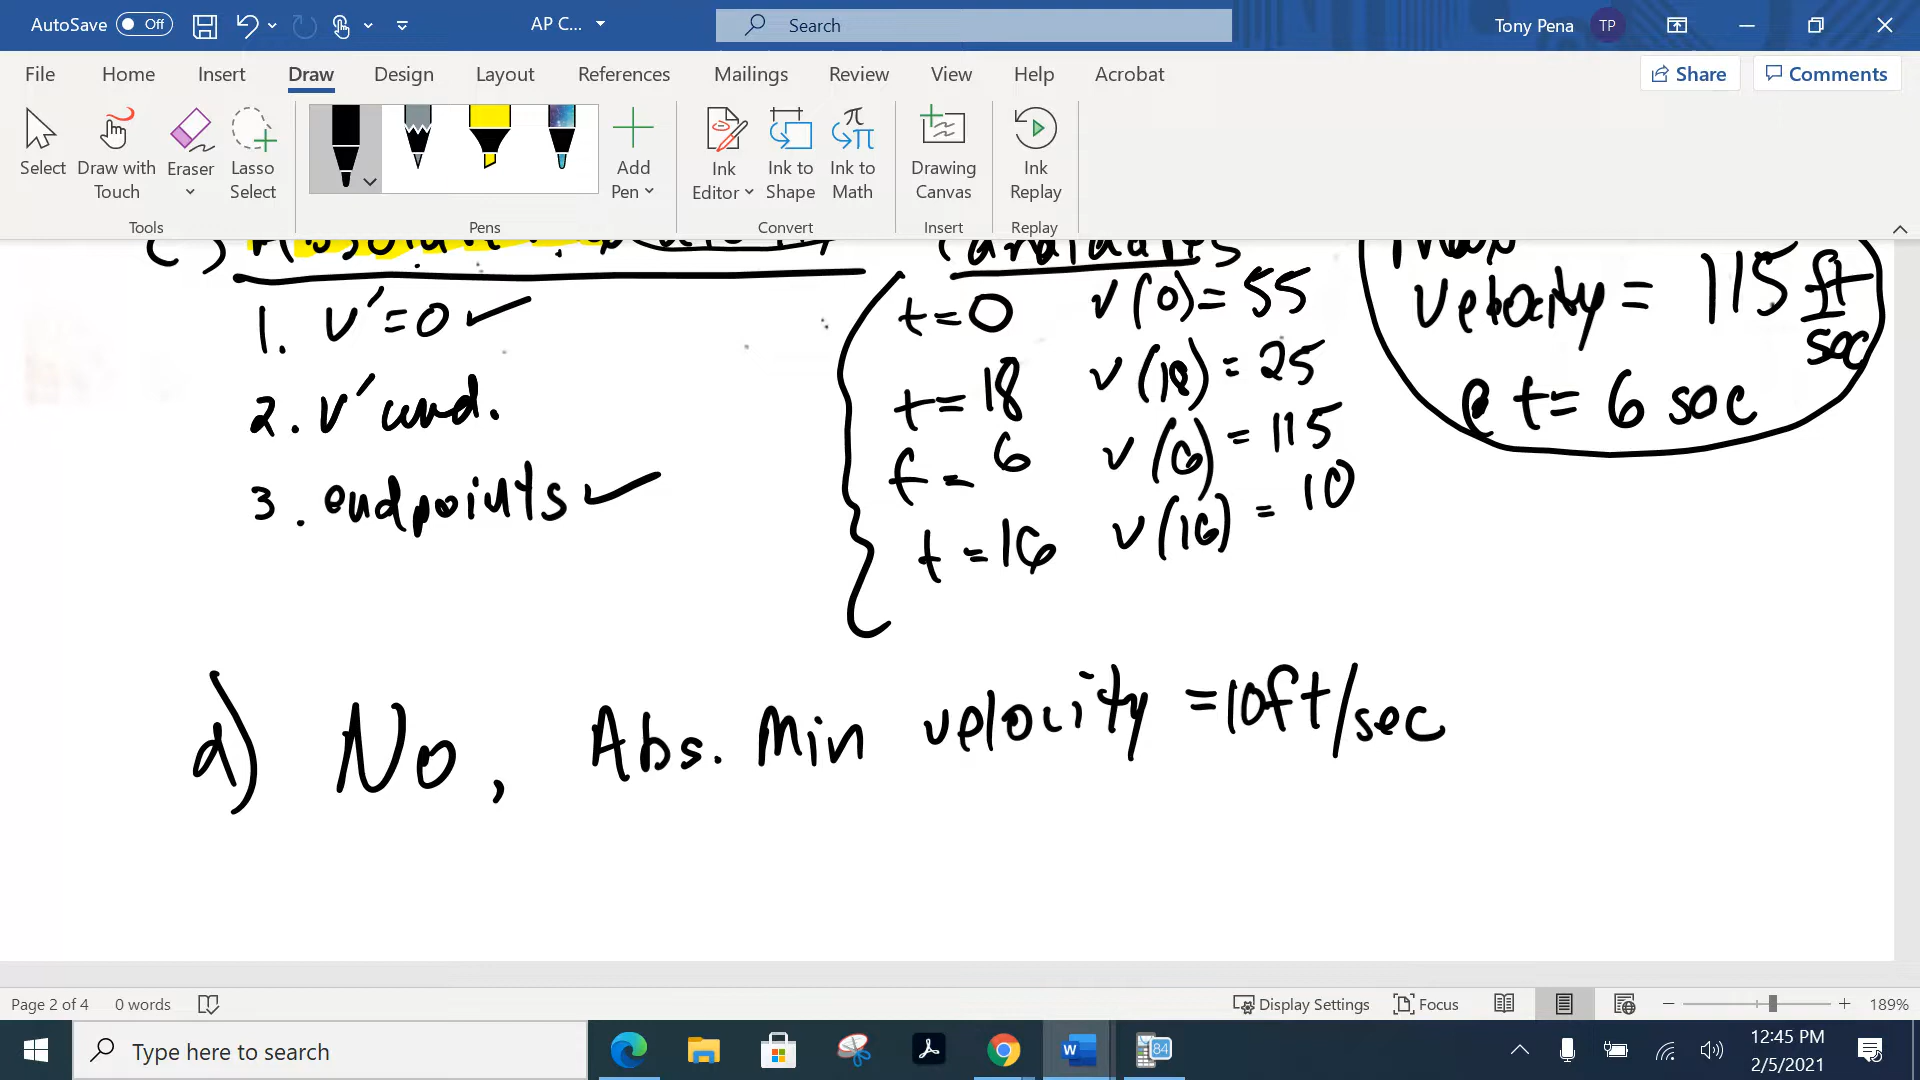 AutoSave Off AP C... Search Tony Pena TP
File Home Insert Draw Design Layout References Mailings Review View Help Acrobat Share Comments
Select Draw with Touch Eraser Lasso Select Add Pen Ink Editor Ink to Shape Ink to Math Drawing Canvas Ink Replay
Tools Pens Convert Insert Replay
c) Candidates
1. v'=0 ✓
2. v' und.
3. endpoints ✓
t=0 v(0)=55
t=18 v(18)=25
t=6 v(6)=115
t=16 v(16)=10
Max
velocity = 115 ft/sec
@ t=6 sec
d) No, Abs. Min velocity =10ft/sec
Page 2 of 4 0 words Display Settings Focus 189%
Type here to search W 84 12:45 PM
2/5/2021